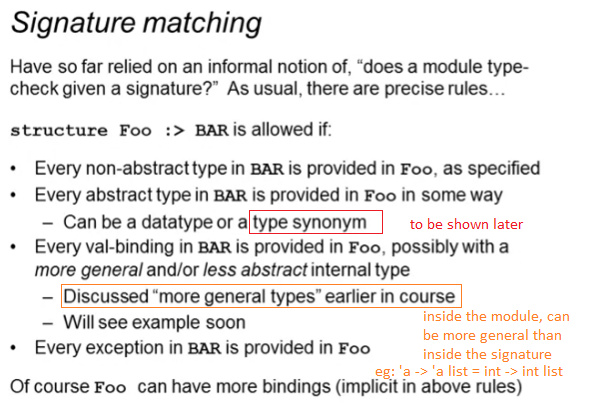 Signature matching
Have so far relied on an informal notion of, “does a module type-
check given a signature?” As usual, there are precise rules…
structure Foo :> BAR is allowed if:
• Every non-abstract type in BAR is provided in Foo, as specified
• Every abstract type in BAR is provided in Foo in some way
– Can be a datatype or a type synonym
to be shown later
• Every val-binding in BAR is provided in Foo, possibly with a
more general and/or less abstract internal type
– Discussed “more general types” earlier in course
– Will see example soon
inside the module, can
be more general than
inside the signature
eg: 'a -> 'a list = int -> int list
• Every exception in BAR is provided in Foo
Of course Foo can have more bindings (implicit in above rules)